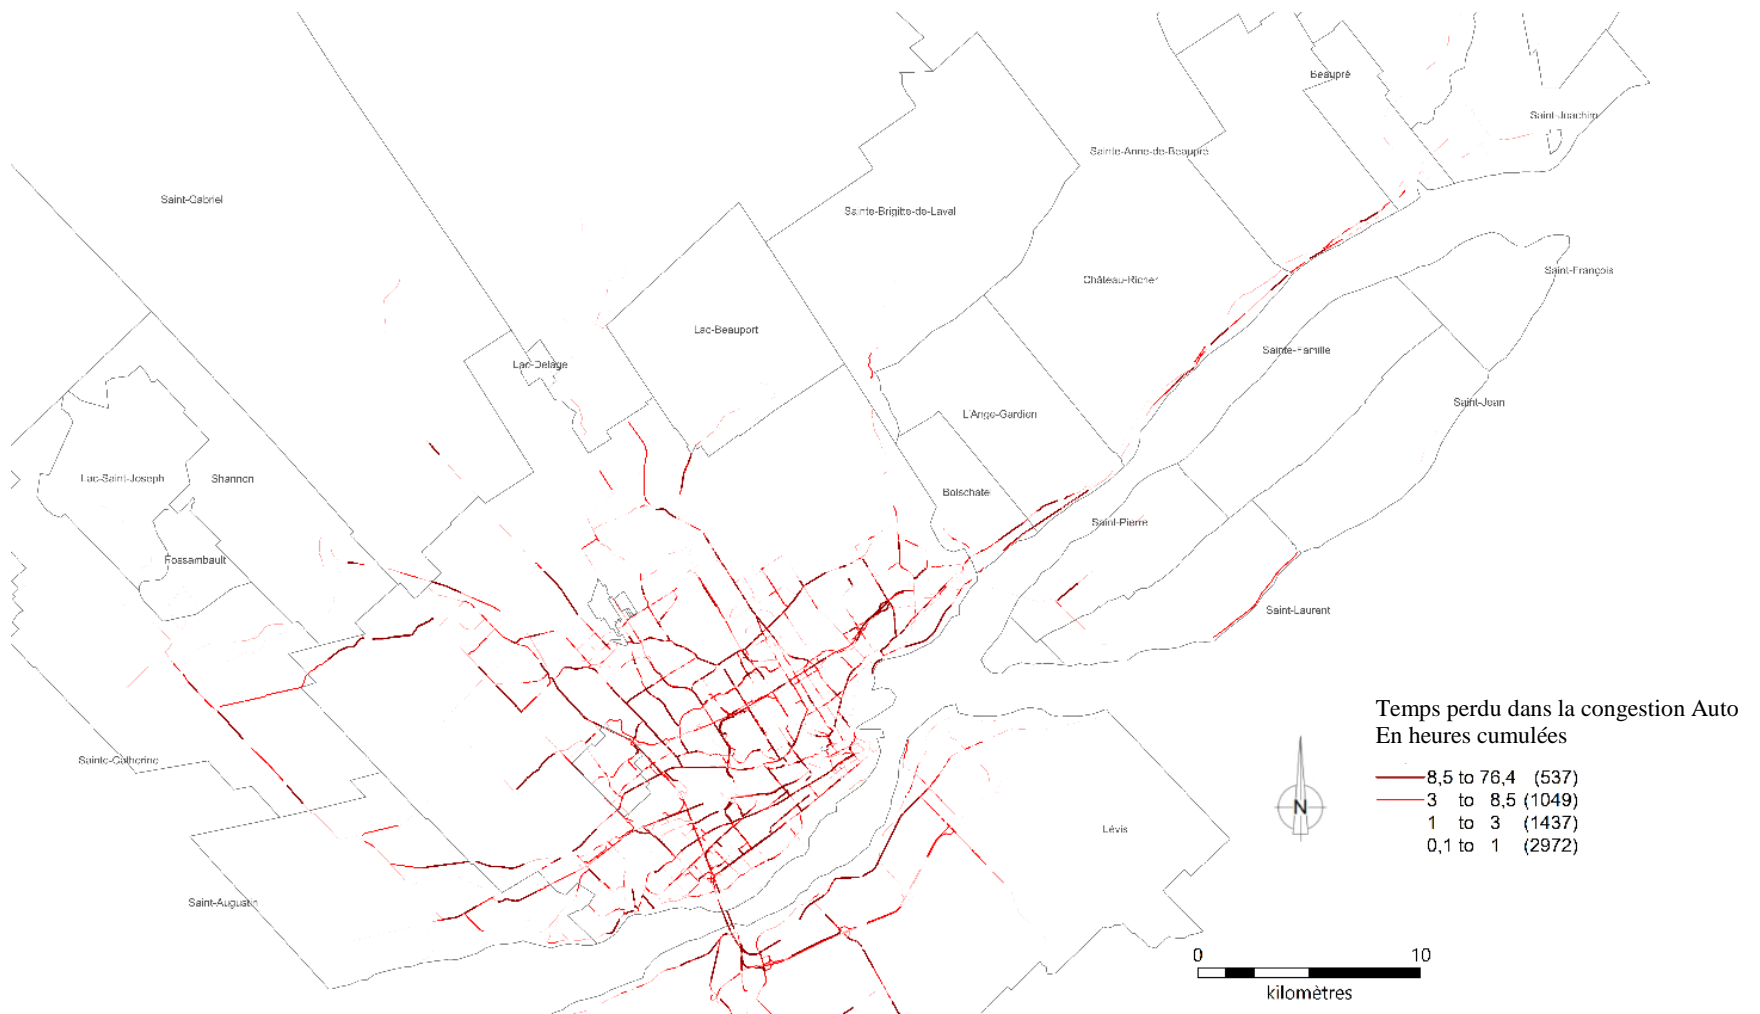 Beaupré
Saint-Joachim
Sainte-Anne-de-Beaupré
Saint-Gabriel
Sainte-Brigitte-de-Laval
Saint-François
Château-Richer
Lac-Beauport
Sainte-Famille
Lac-Delage
Saint-Jean
L'Ange-Gardien
Lac-Saint-Joseph
Shannon
Boischatel
Saint-Pierre
Fossambault
Saint-Laurent
Temps perdu dans la congestion Auto
En heures cumulées
Sainte-Catherine
8,5 to 76,4 (537)
3 to 8,5 (1049)
N
1 to 3 (1437)
Lévis
0,1 to 1 (2972)
Saint-Augustin
0 10
kilomètres